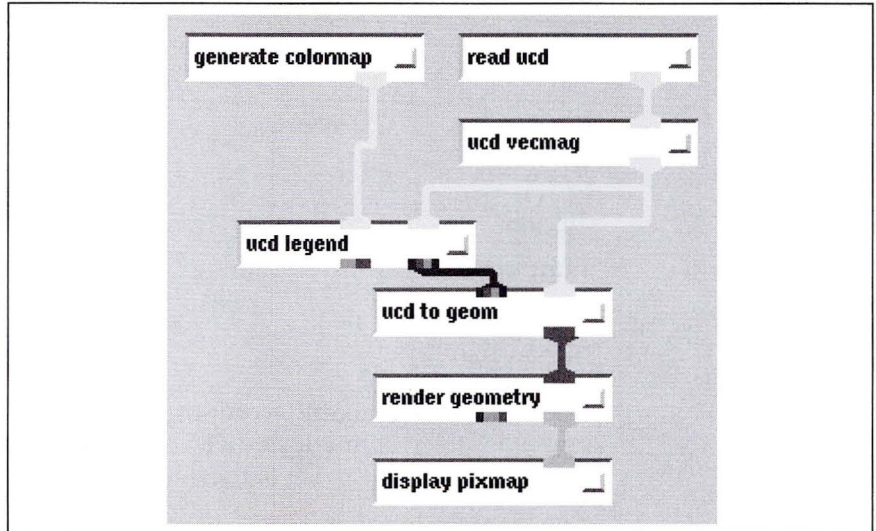 generate colormap
read ucd
ucd vecmag
ucd legend
ucd to geom
render geometry
display pixmap